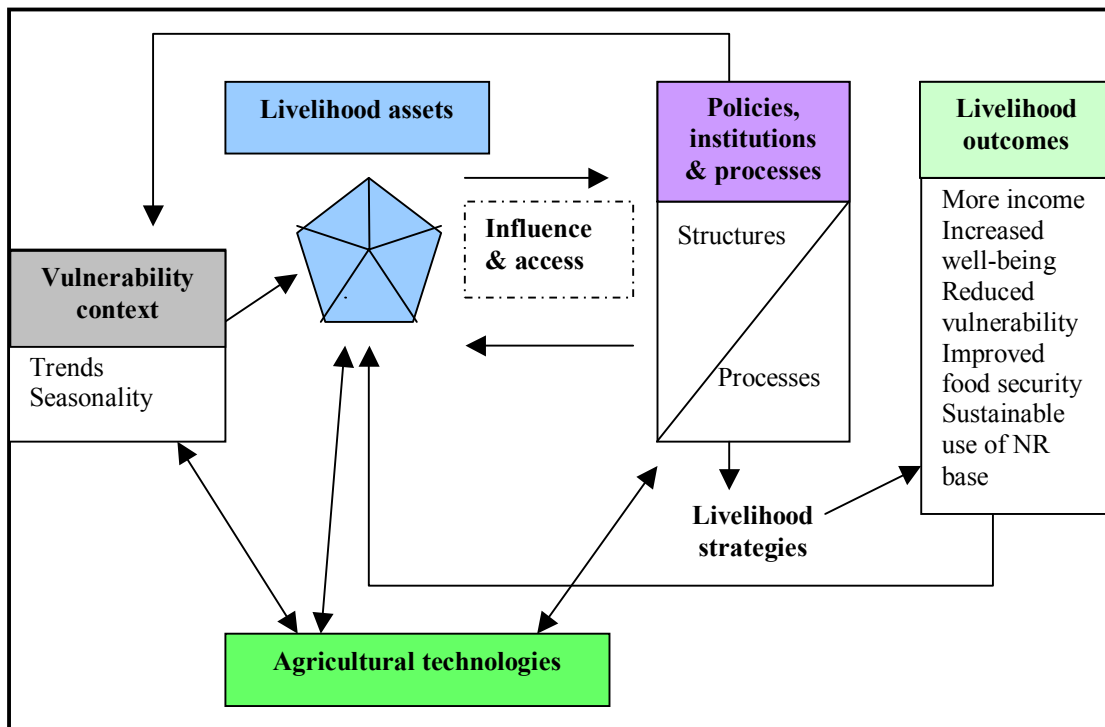 Livelihood assets
Policies,
institutions
& processes
Livelihood
outcomes
Influence
& access
Structures
Processes
More income
Increased
well-being
Reduced
vulnerability
Improved
food security
Sustainable
use of NR
base
Vulnerability
context
Trends
Seasonality
Livelihood
strategies
Agricultural technologies